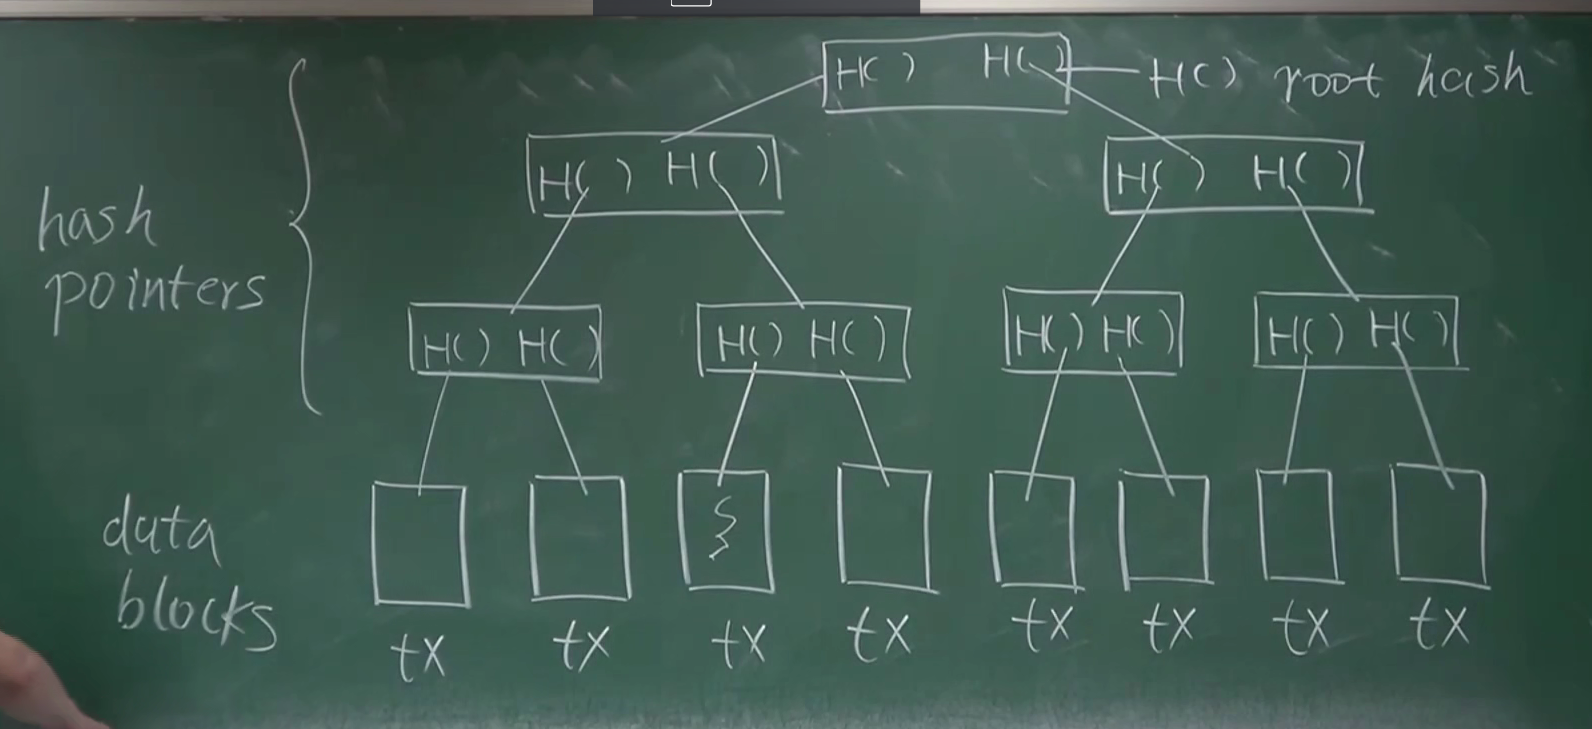 H( ) H( ) H( ) root hash
H( ) H( ) H( ) H( )
hash
pointers
H( ) H( ) H( ) H( ) H( ) H( ) H( ) H( )
data
blocks
tx tx tx tx tx tx tx tx